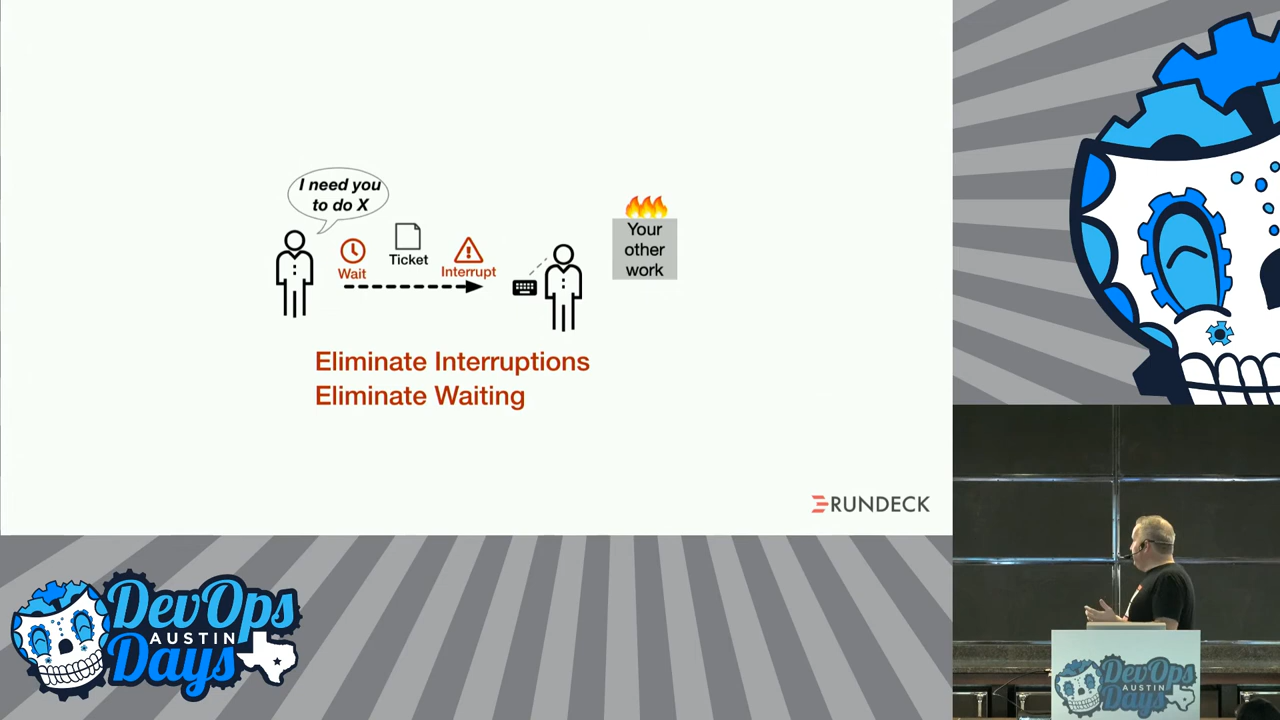 I need you
to do X
Wait
Ticket
Interrupt
Your
other
work
Eliminate Interruptions
Eliminate Waiting
RUNDECK
DevOps
AUSTIN
Days
DevOps
AUSTIN
Days